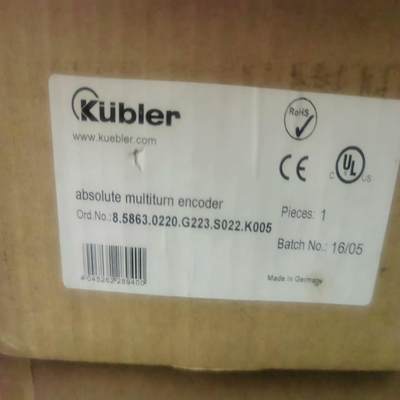 Kübler
www.kuebler.com
RoHS
CE
C UL US
absolute multiturn encoder
Ord.No.: 8.5863.0220.G223.S022.K005
Pieces: 1
Batch No.: 16/05
Made in Germany